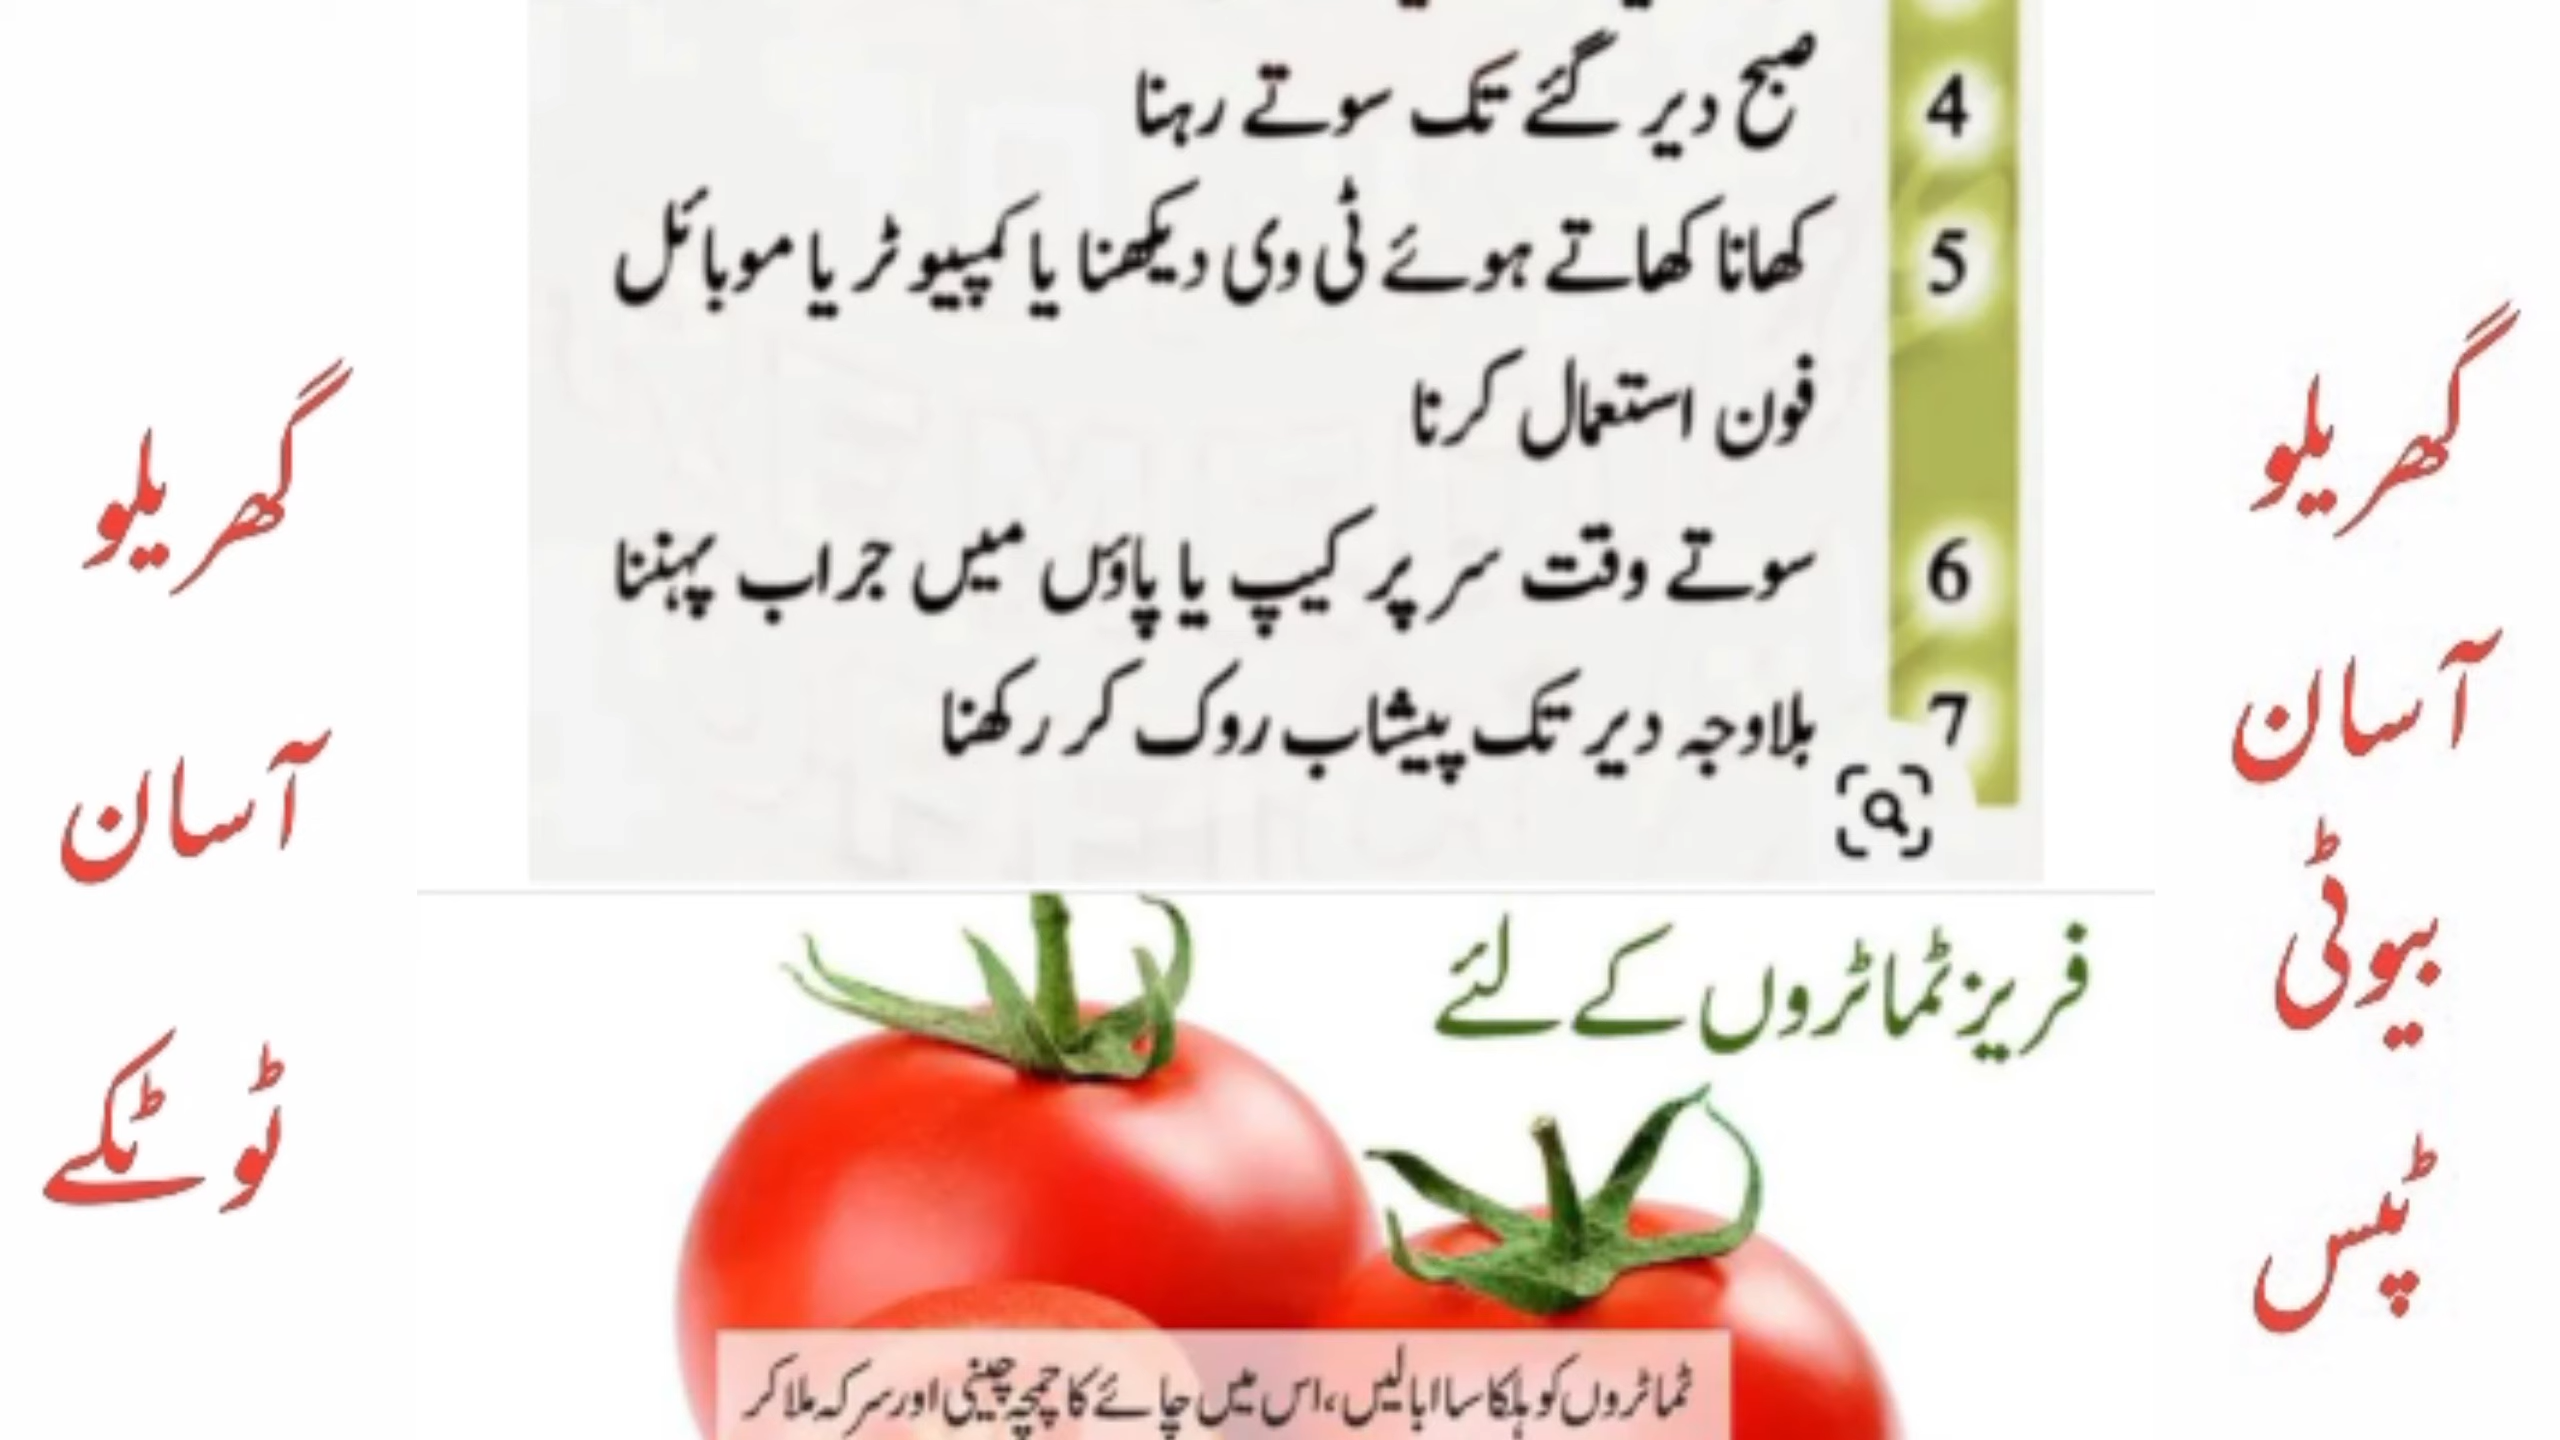 4 صبح دیر گئے تک سوتے رہنا
5 کھانا کھاتے ہوئے ٹی وی دیکھنا یا کمپیوٹر یا موبائل
فون استعمال کرنا
6 سوتے وقت سر پر کیپ یا پاؤں میں جراب پہننا
7 بلاوجہ دیر تک پیشاب روک کر رکھنا
فریز ٹماٹروں کے لئے
ٹماٹروں کو ہلکا سا ابالیں، اس میں چائے کا چمچہ چینی اور سرکہ ملا کر
گھریلو
آسان
بیوٹی
ٹپس
گھریلو
آسان
ٹوٹکے